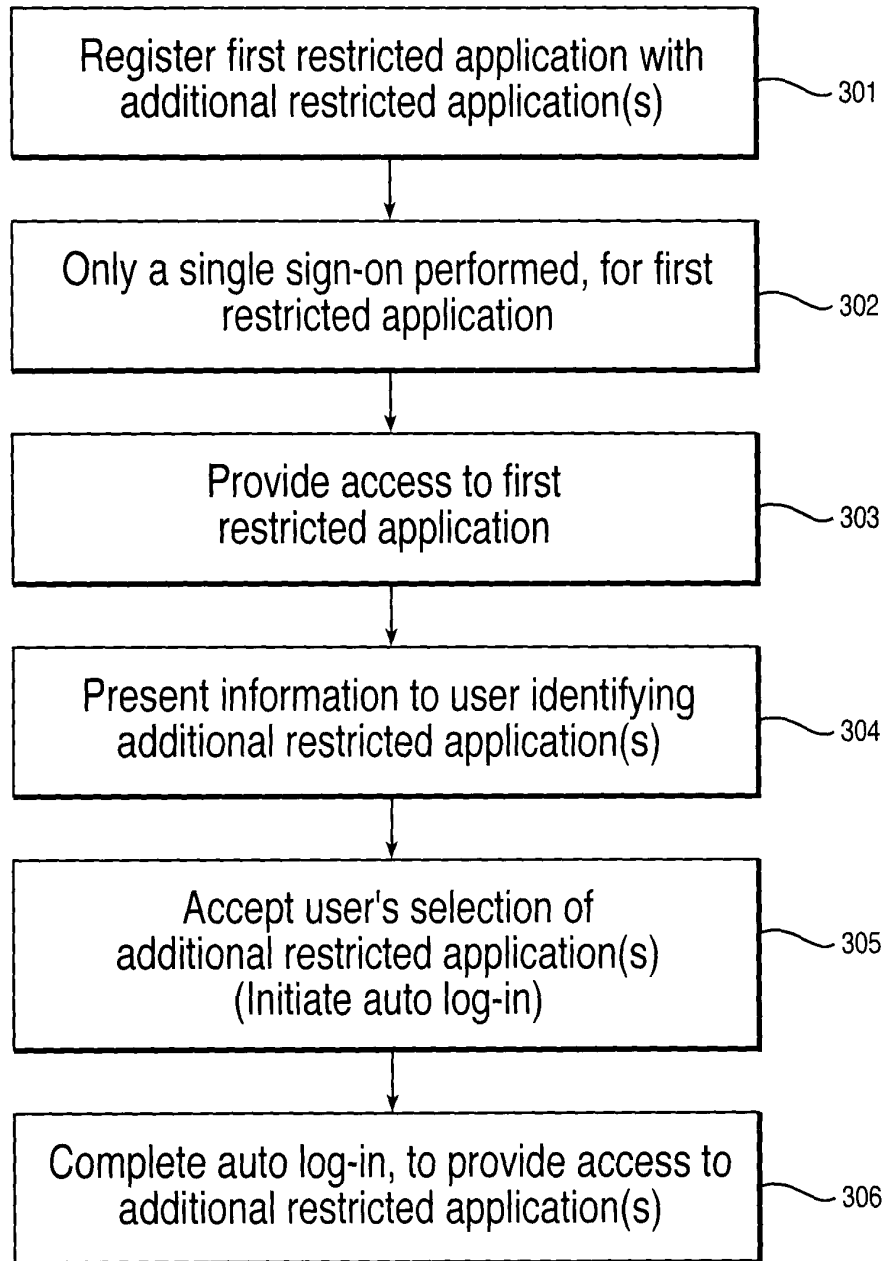 Register first restricted application with
additional restricted application(s)
301
Only a single sign-on performed, for first
restricted application
302
Provide access to first
restricted application
303
Present information to user identifying
additional restricted application(s)
304
Accept user's selection of
additional restricted application(s)
(Initiate auto log-in)
305
Complete auto log-in, to provide access to
additional restricted application(s)
306